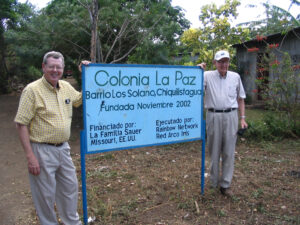 Colonia La Paz
Barrio Los Solano, Chiquilistagua
Fundada Noviembre 2002
Financiado por:
La Familia Sauer
Missouri, EE.UU.
Ejecutado por:
Rainbow Network
Red Arco Iris